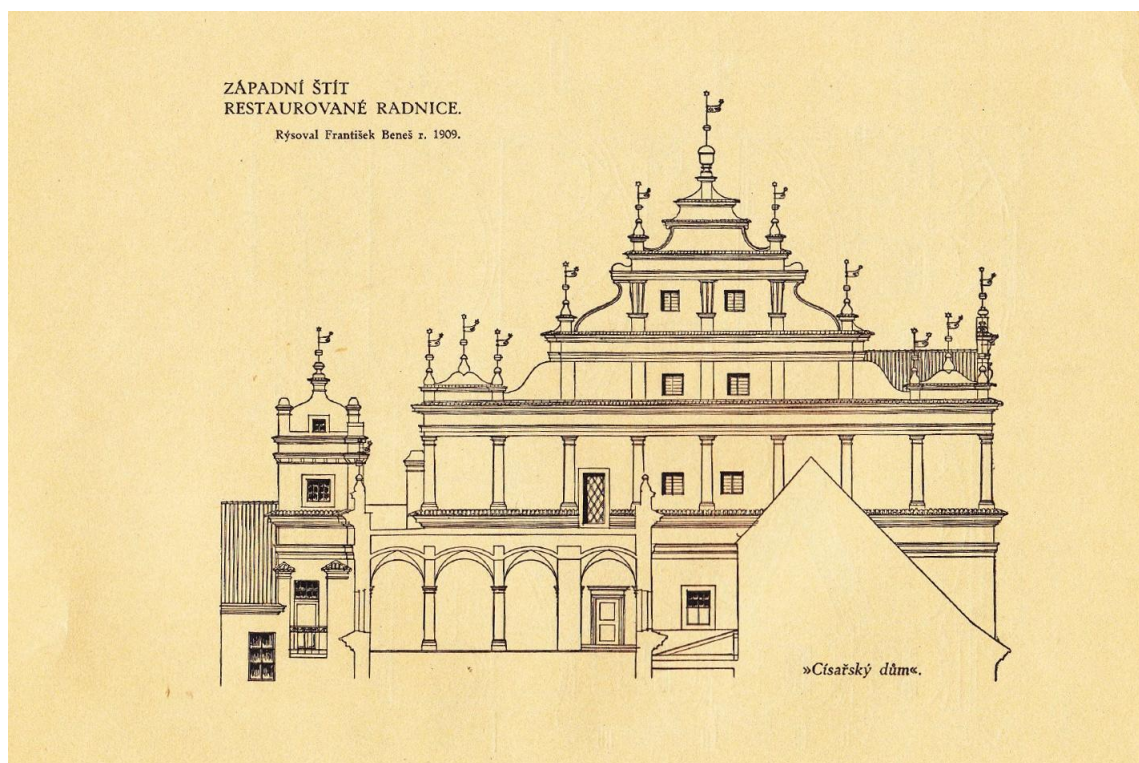 ZÁPADNÍ ŠTÍT
RESTAUROVANÉ RADNICE.
Rýsoval František Beneš r. 1909.
»Císařský dům«.